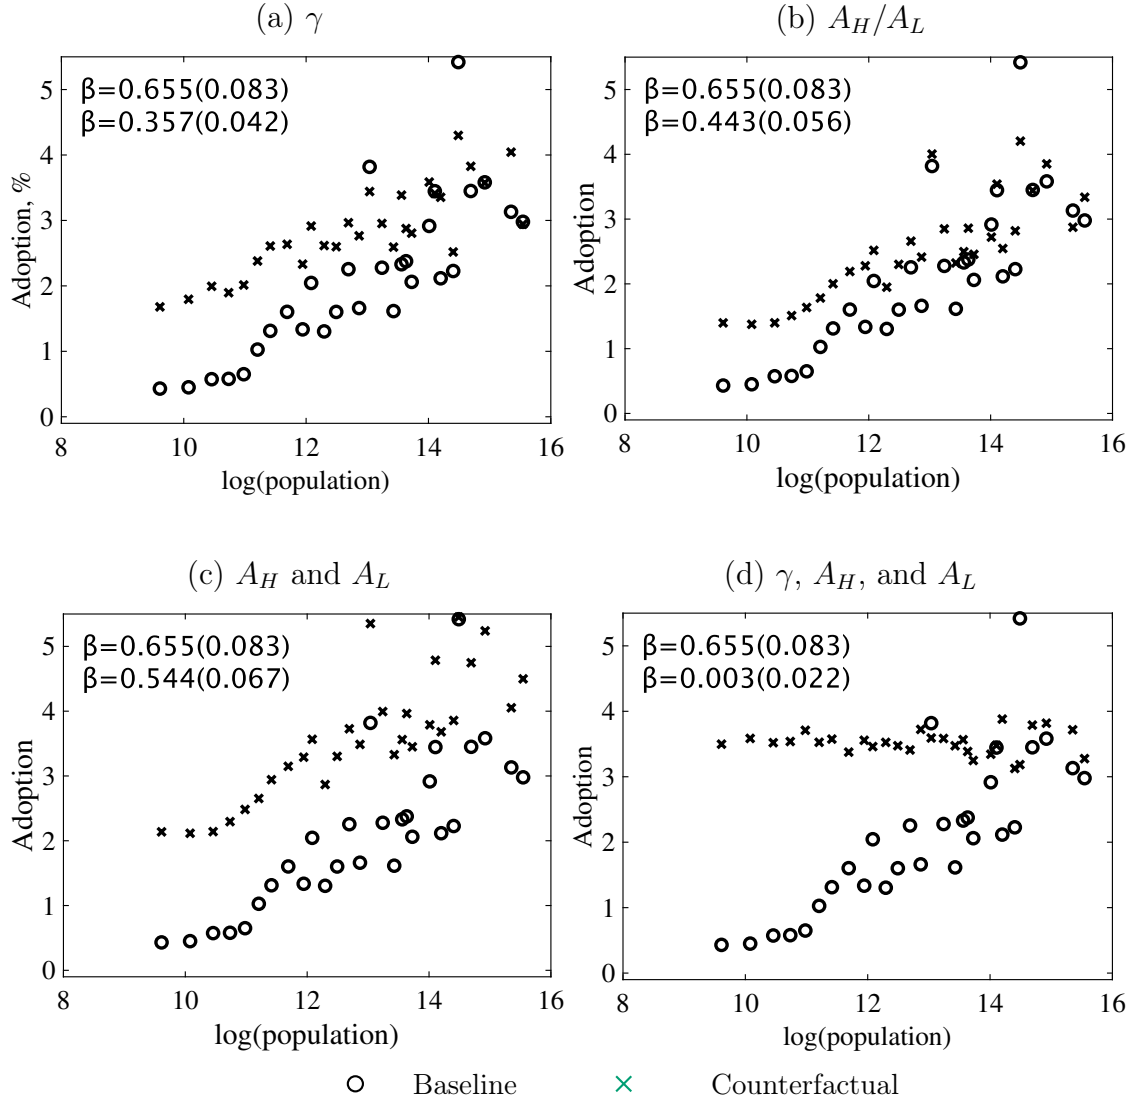 (a) γ
β=0.655(0.083)
β=0.357(0.042)
Adoption, %
5
4
3
2
1
0
8 10 12 14 16
log(population)
(b) A_H/A_L
β=0.655(0.083)
β=0.443(0.056)
Adoption
5
4
3
2
1
0
8 10 12 14 16
log(population)
(c) A_H and A_L
β=0.655(0.083)
β=0.544(0.067)
Adoption
5
4
3
2
1
0
8 10 12 14 16
log(population)
(d) γ, A_H, and A_L
β=0.655(0.083)
β=0.003(0.022)
Adoption
5
4
3
2
1
0
8 10 12 14 16
log(population)
Baseline Counterfactual